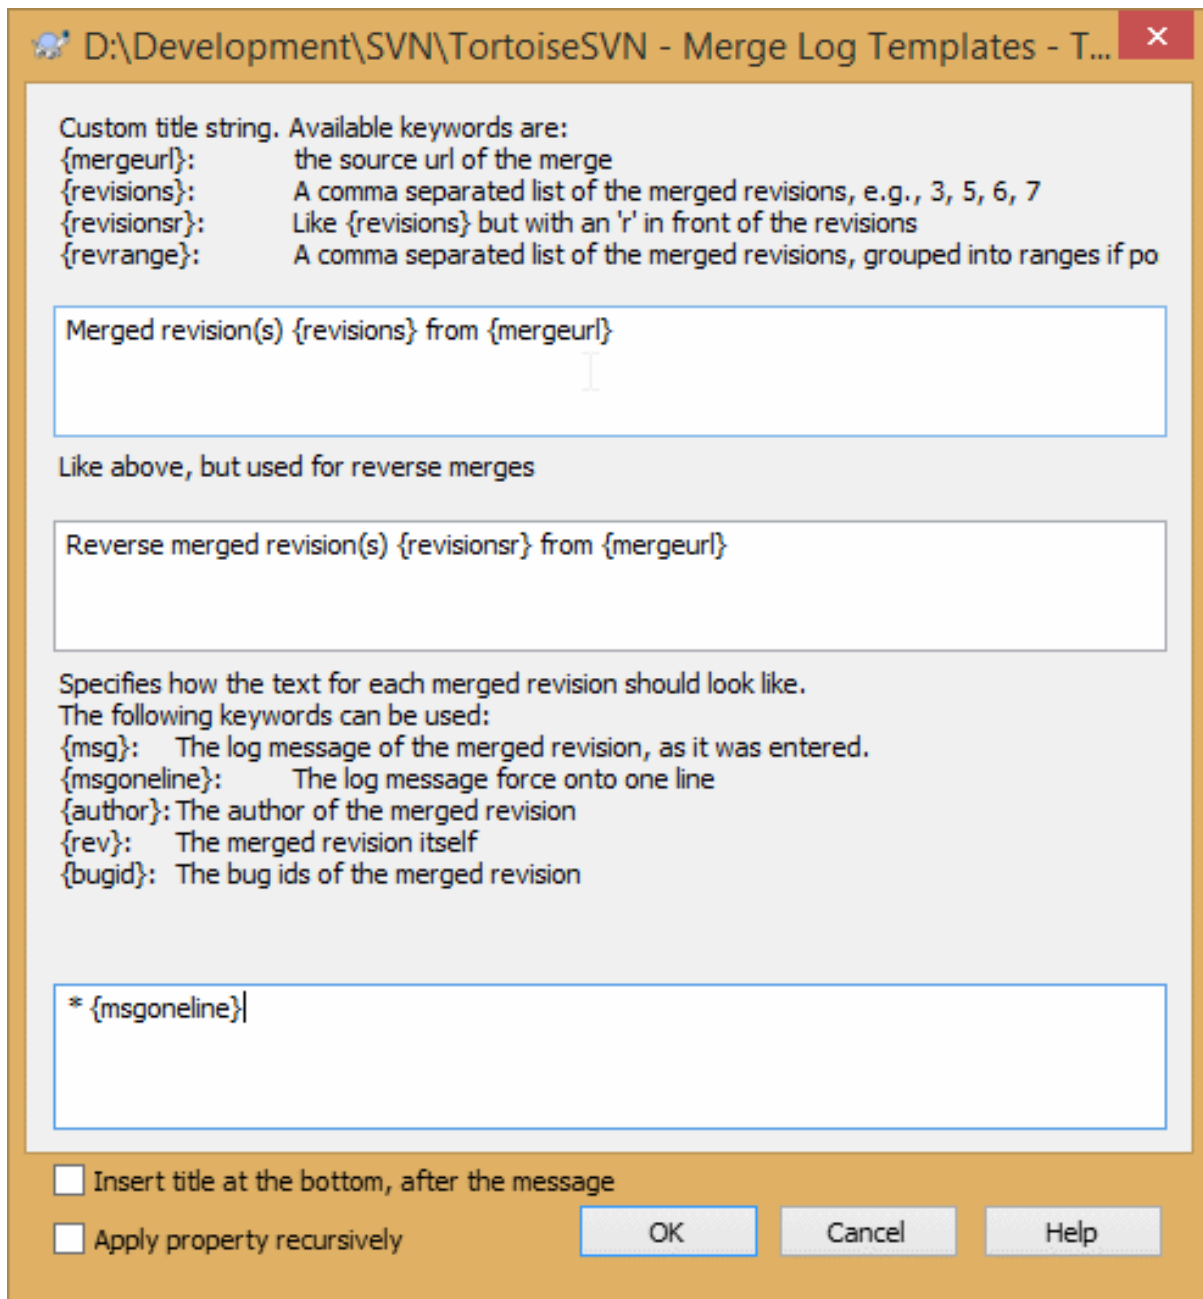 D:\Development\SVN\TortoiseSVN - Merge Log Templates - T...
Custom title string. Available keywords are:
{mergeurl}: the source url of the merge
{revisions}: A comma separated list of the merged revisions, e.g., 3, 5, 6, 7
{revisionsr}: Like {revisions} but with an 'r' in front of the revisions
{revrange}: A comma separated list of the merged revisions, grouped into ranges if po
Merged revision(s) {revisions} from {mergeurl}
Like above, but used for reverse merges
Reverse merged revision(s) {revisionsr} from {mergeurl}
Specifies how the text for each merged revision should look like.
The following keywords can be used:
{msg}: The log message of the merged revision, as it was entered.
{msgoneline}: The log message force onto one line
{author}: The author of the merged revision
{rev}: The merged revision itself
{bugid}: The bug ids of the merged revision
* {msgoneline}
Insert title at the bottom, after the message
Apply property recursively
OK Cancel Help